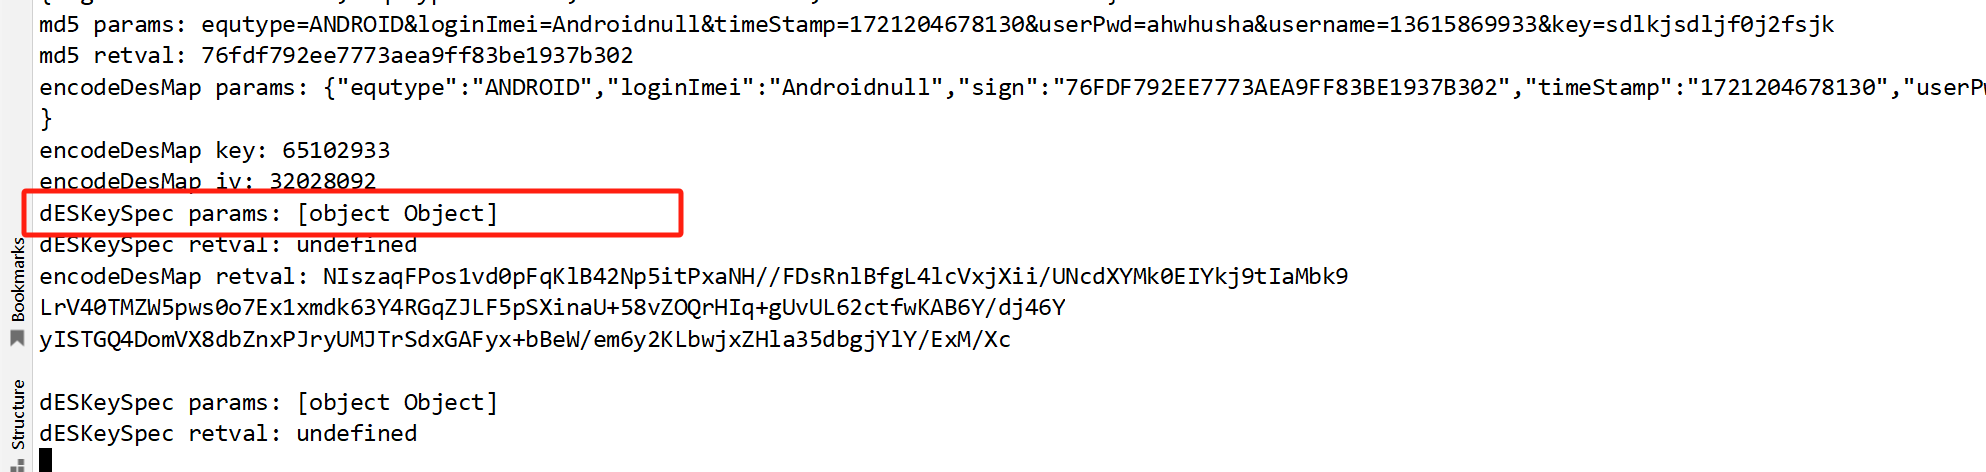 md5 params: equtype=ANDROID&loginImei=Androidnull&timeStamp=1721204678130&userPwd=ahwhusha&username=13615869933&key=sdlkjsdljf0j2fsjk
md5 retval: 76fdf792ee7773aea9ff83be1937b302
encodeDesMap params: {"equtype":"ANDROID","loginImei":"Androidnull","sign":"76FDF792EE7773AEA9FF83BE1937B302","timeStamp":"1721204678130","userPw
}
encodeDesMap key: 65102933
encodeDesMap iv: 32028092
dESKeySpec params: [object Object]
dESKeySpec retval: undefined
encodeDesMap retval: NIszaqFPos1vd0pFqKlB42Np5itPxaNH//FDsRnlBfgL4lcVxjXii/UNcdXYMk0EIYkj9tIaMbk9
LrV40TMZW5pws0o7Ex1xmdk63Y4RGqZJLF5pSXinaU+58vZOQrHIq+gUvUL62ctfwKAB6Y/dj46Y
yISTGQ4DomVX8dbZnxPJryUMJTrSdxGAFyx+bBeW/em6y2KLbwjxZHla35dbgjYlY/ExM/Xc
dESKeySpec params: [object Object]
dESKeySpec retval: undefined
Bookmarks
Structure